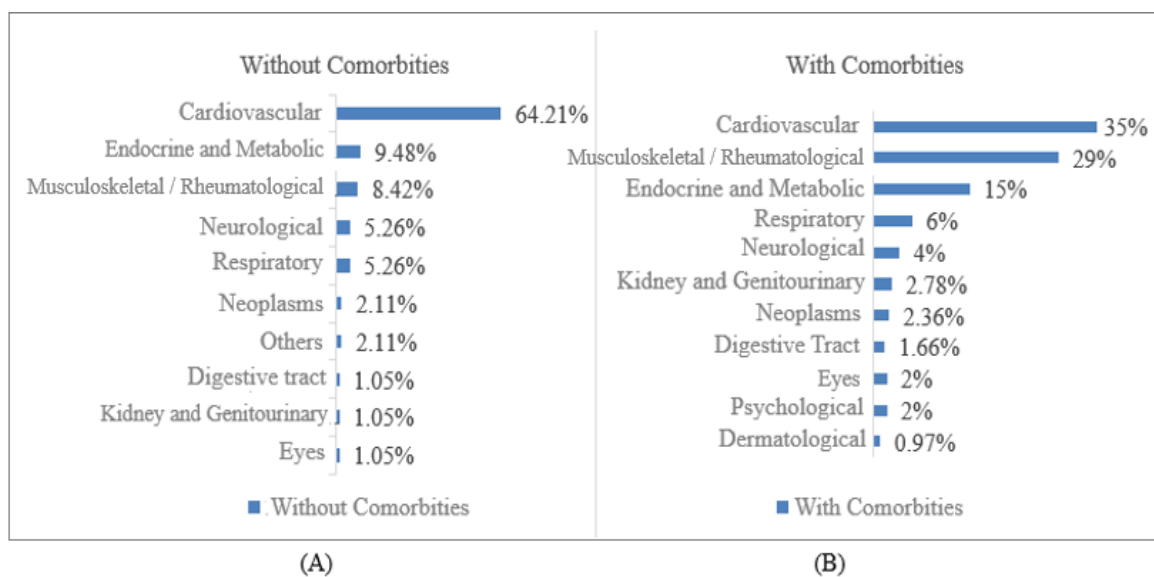 Without Comorbities
Cardiovascular 64.21%
Endocrine and Metabolic 9.48%
Musculoskeletal / Rheumatological 8.42%
Neurological 5.26%
Respiratory 5.26%
Neoplasms 2.11%
Others 2.11%
Digestive tract 1.05%
Kidney and Genitourinary 1.05%
Eyes 1.05%
.Without Comorbities
(A)
With Comorbities
Cardiovascular 35%
Musculoskeletal / Rheumatological 29%
Endocrine and Metabolic 15%
Respiratory 6%
Neurological 4%
Kidney and Genitourinary 2.78%
Neoplasms 2.36%
Digestive Tract 1.66%
Eyes 2%
Psychological 2%
Dermatological 0.97%
With Comorbities
(B)